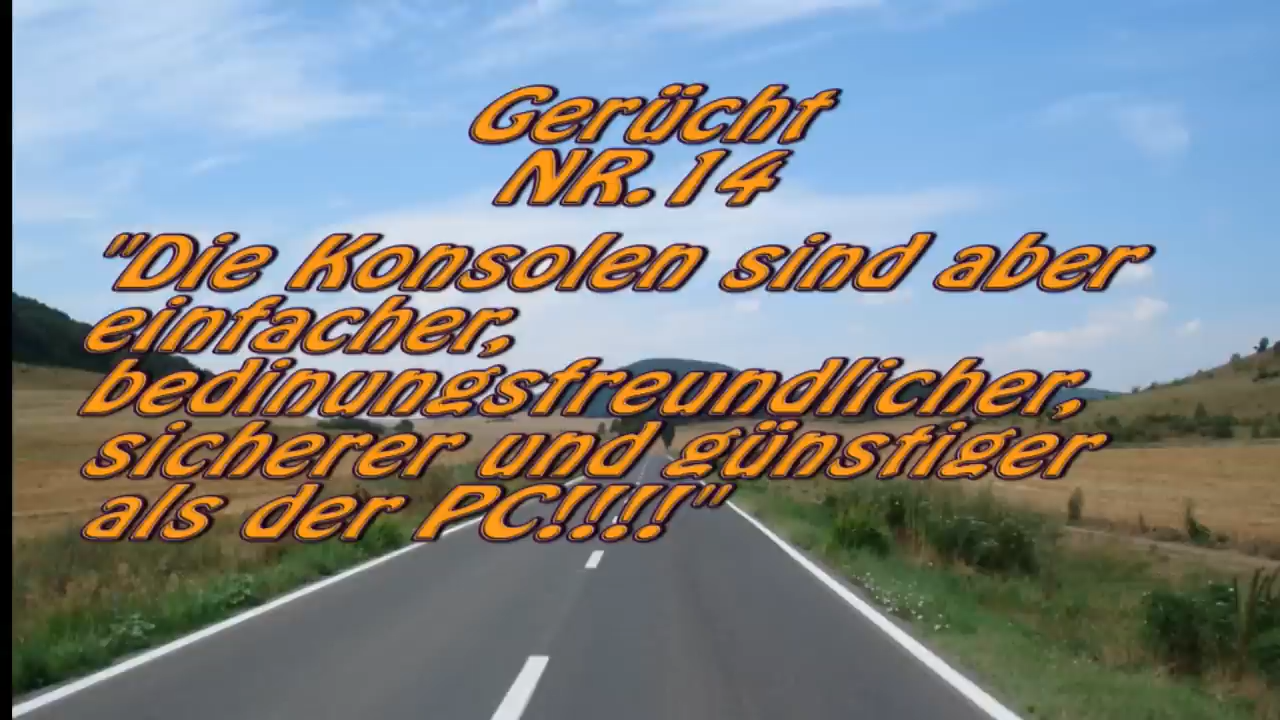 Gerücht
NR. 14
"Die Konsolen sind aber
einfacher,
bedinungsfreundlicher,
sicherer und günstiger
als der PC!!!!"